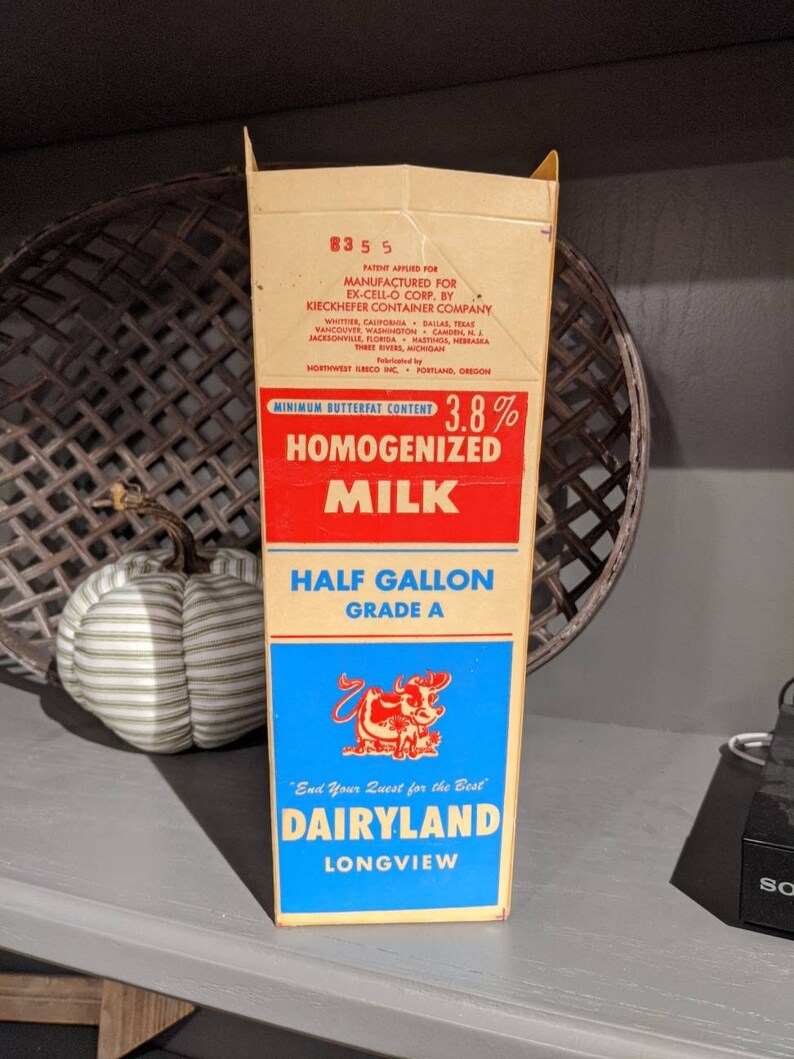 8355
PATENT APPLIED FOR
MANUFACTURED FOR
EX-CELL-O CORP. BY
KIECKHEFER CONTAINER COMPANY
WHITTIER, CALIFORNIA • DALLAS, TEXAS
VANCOUVER, WASHINGTON • CAMDEN, N. J.
JACKSONVILLE, FLORIDA • HASTINGS, NEBRASKA
THREE RIVERS, MICHIGAN
Fabricated by
NORTHWEST ILRECO INC. • PORTLAND, OREGON
MINIMUM BUTTERFAT CONTENT 3.8%
HOMOGENIZED
MILK
HALF GALLON
GRADE A
"End Your Quest for the Best"
DAIRYLAND
LONGVIEW
SO